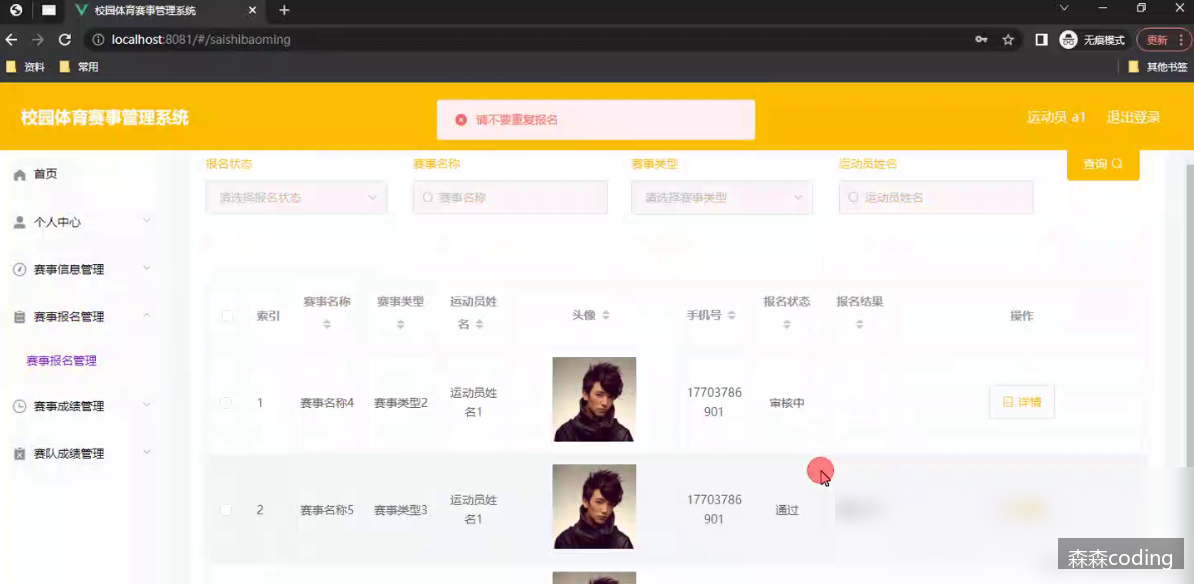 校园体育赛事管理系统
localhost:8081/#/saishibaoming
无痕模式
更新
资料
常用
其他书签
校园体育赛事管理系统
请不要重复报名
运动员 a1
退出登录
首页
个人中心
赛事信息管理
赛事报名管理
赛事报名管理
赛事成绩管理
赛队成绩管理
报名状态
赛事名称
赛事类型
运动员姓名
查询
请选择报名状态
赛事名称
请选择赛事类型
运动员姓名
索引
赛事名称
赛事类型
运动员姓
名
头像
手机号
报名状态
报名结果
操作
1
赛事名称4
赛事类型2
运动员姓
名1
17703786
901
审核中
详情
2
赛事名称5
赛事类型3
运动员姓
名1
17703786
901
通过
森森coding